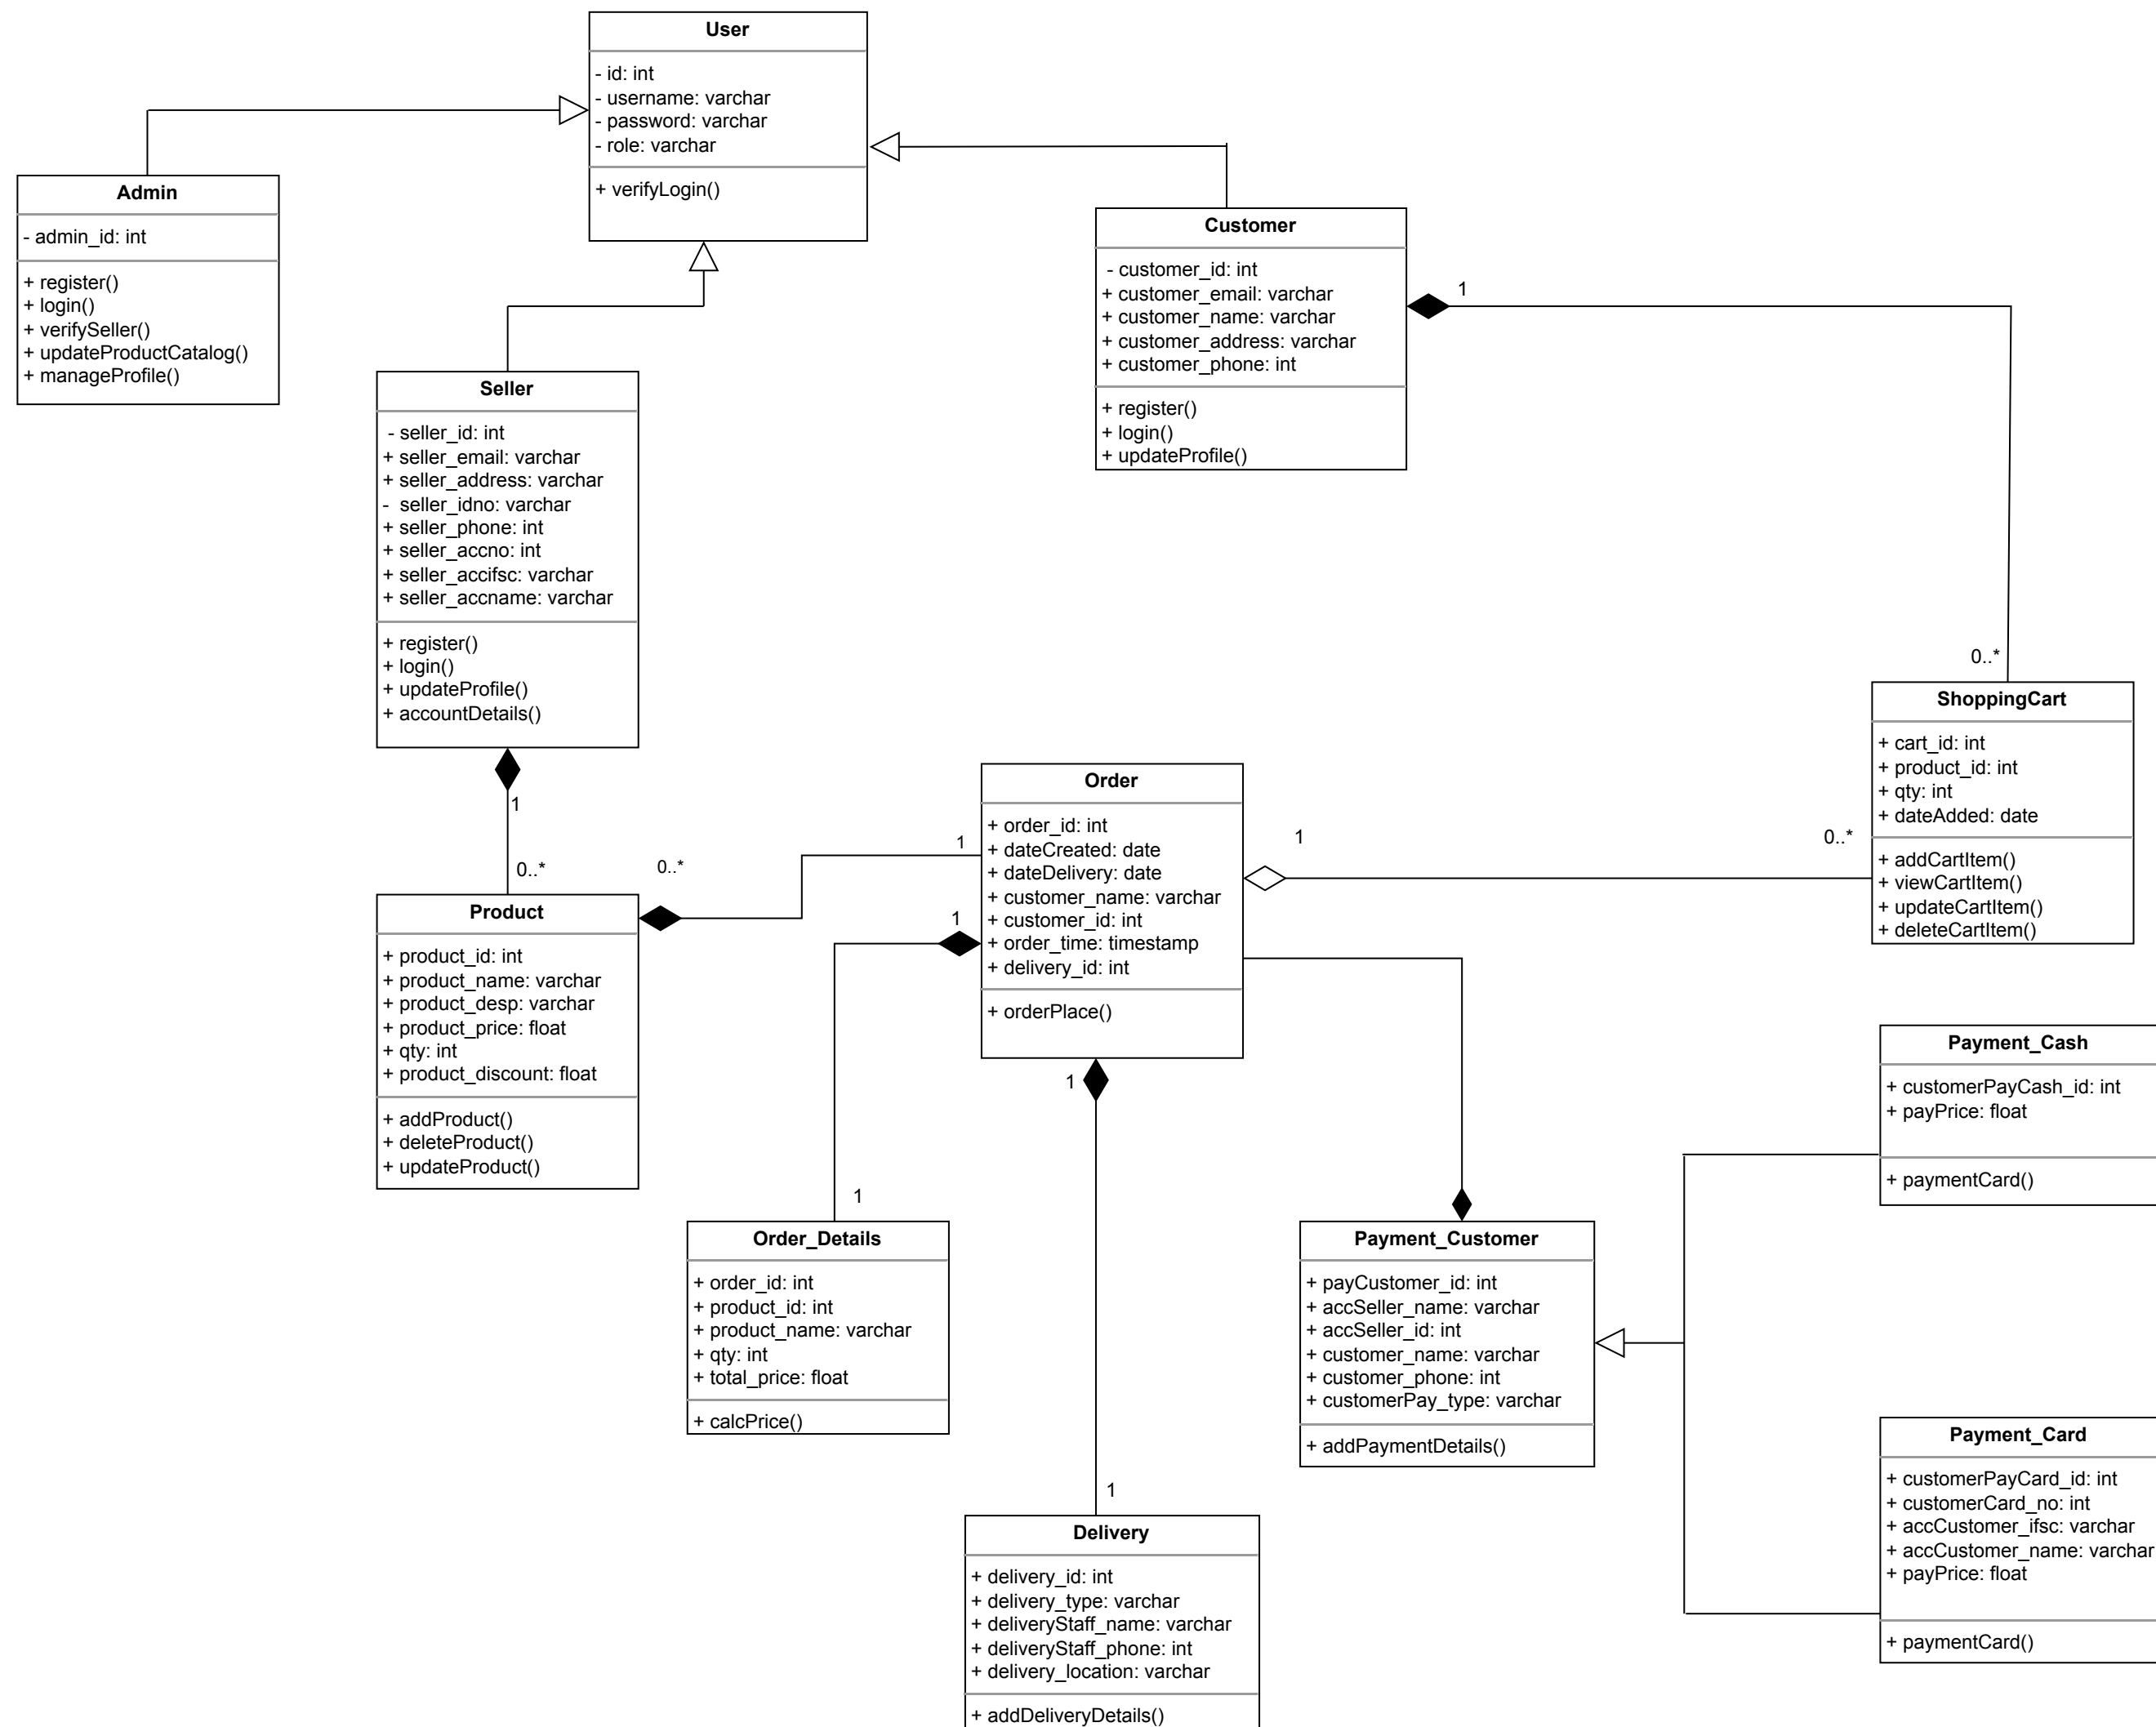 User
- id: int
- username: varchar
- password: varchar
- role: varchar
+ verifyLogin()
Admin
- admin_id: int
+ register()
+ login()
+ verifySeller()
+ updateProductCatalog()
+ manageProfile()
Customer
- customer_id: int
+ customer_email: varchar
+ customer_name: varchar
+ customer_address: varchar
+ customer_phone: int
+ register()
+ login()
+ updateProfile()
1
0..*
Seller
- seller_id: int
+ seller_email: varchar
+ seller_address: varchar
- seller_idno: varchar
+ seller_phone: int
+ seller_accno: int
+ seller_accifsc: varchar
+ seller_accname: varchar
+ register()
+ login()
+ updateProfile()
+ accountDetails()
1
0..*
ShoppingCart
+ cart_id: int
+ product_id: int
+ qty: int
+ dateAdded: date
+ addCartItem()
+ viewCartItem()
+ updateCartItem()
+ deleteCartItem()
Order
+ order_id: int
+ dateCreated: date
+ dateDelivery: date
+ customer_name: varchar
+ customer_id: int
+ order_time: timestamp
+ delivery_id: int
+ orderPlace()
1
0..*
0..*
1
1
1
1
1
Product
+ product_id: int
+ product_name: varchar
+ product_desp: varchar
+ product_price: float
+ qty: int
+ product_discount: float
+ addProduct()
+ deleteProduct()
+ updateProduct()
Order_Details
+ order_id: int
+ product_id: int
+ product_name: varchar
+ qty: int
+ total_price: float
+ calcPrice()
Payment_Customer
+ payCustomer_id: int
+ accSeller_name: varchar
+ accSeller_id: int
+ customer_name: varchar
+ customer_phone: int
+ customerPay_type: varchar
+ addPaymentDetails()
Payment_Cash
+ customerPayCash_id: int
+ payPrice: float
+ paymentCard()
Payment_Card
+ customerPayCard_id: int
+ customerCard_no: int
+ accCustomer_ifsc: varchar
+ accCustomer_name: varchar
+ payPrice: float
+ paymentCard()
Delivery
+ delivery_id: int
+ delivery_type: varchar
+ deliveryStaff_name: varchar
+ deliveryStaff_phone: int
+ delivery_location: varchar
+ addDeliveryDetails()